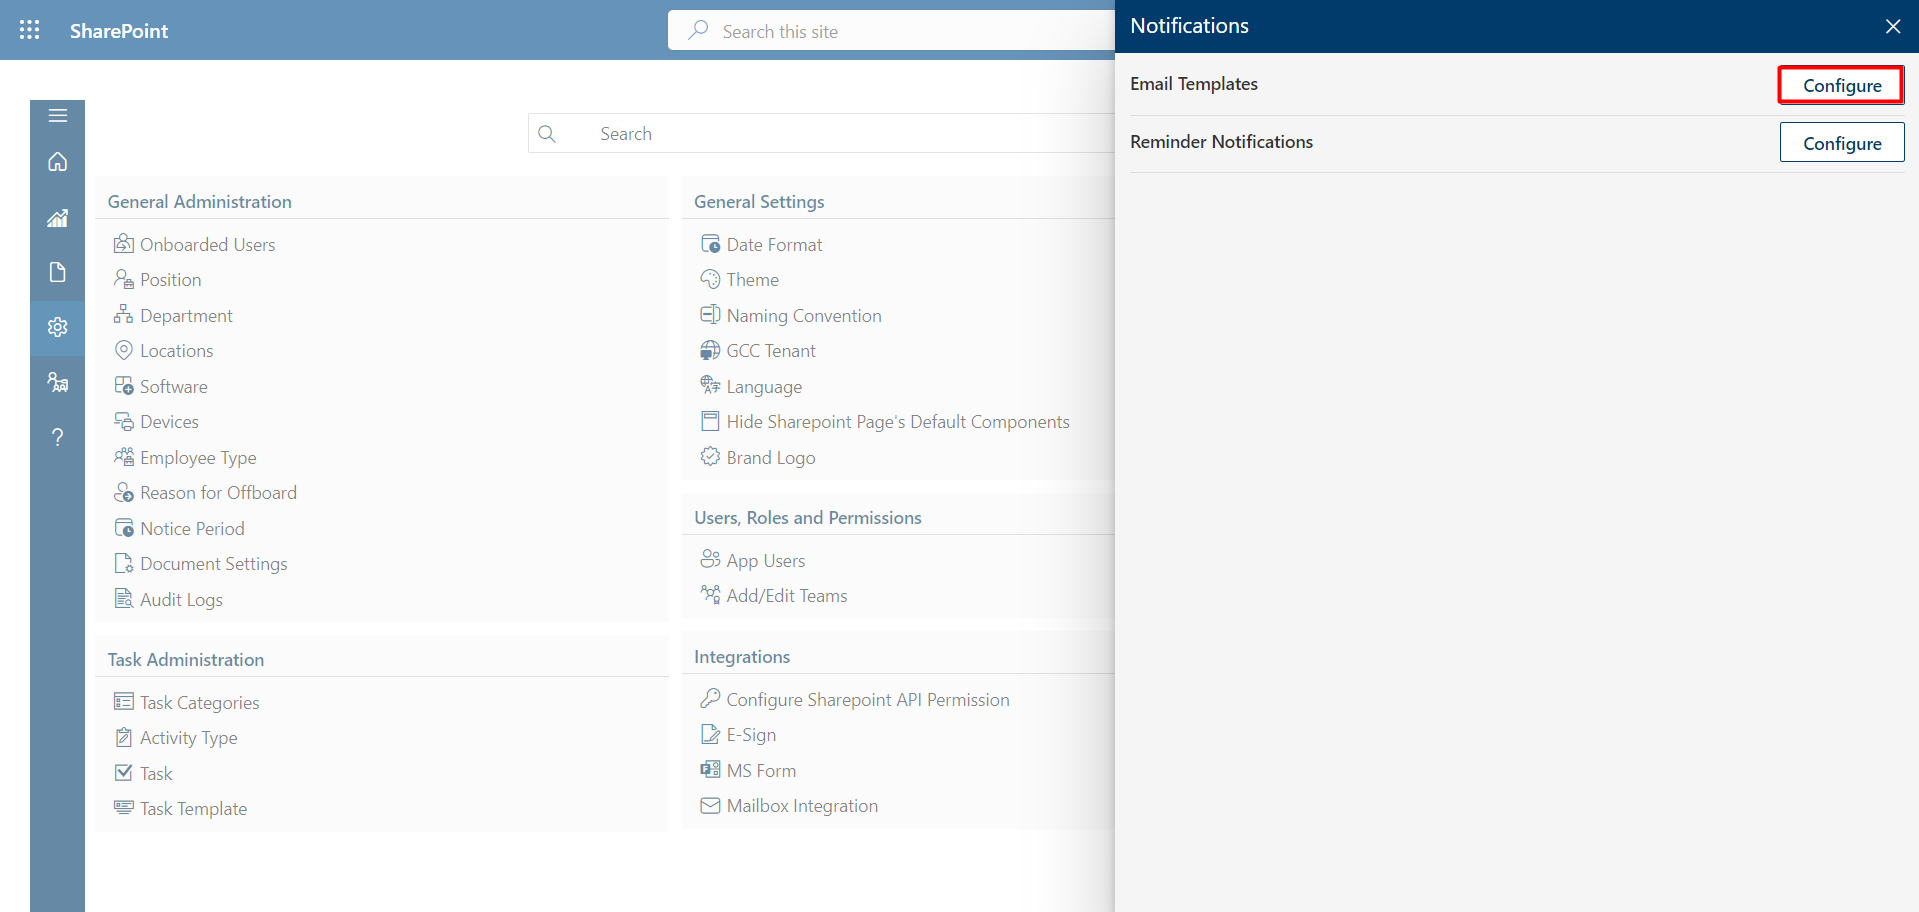 SharePoint
Search this site
Search
General Administration
Onboarded Users
Position
Department
Locations
Software
Devices
Employee Type
Reason for Offboard
Notice Period
Document Settings
Audit Logs
Task Administration
Task Categories
Activity Type
Task
Task Template
General Settings
Date Format
Theme
Naming Convention
GCC Tenant
Language
Hide Sharepoint Page's Default Components
Brand Logo
Users, Roles and Permissions
App Users
Add/Edit Teams
Integrations
Configure Sharepoint API Permission
E-Sign
MS Form
Mailbox Integration
Notifications
Email Templates
Configure
Reminder Notifications
Configure